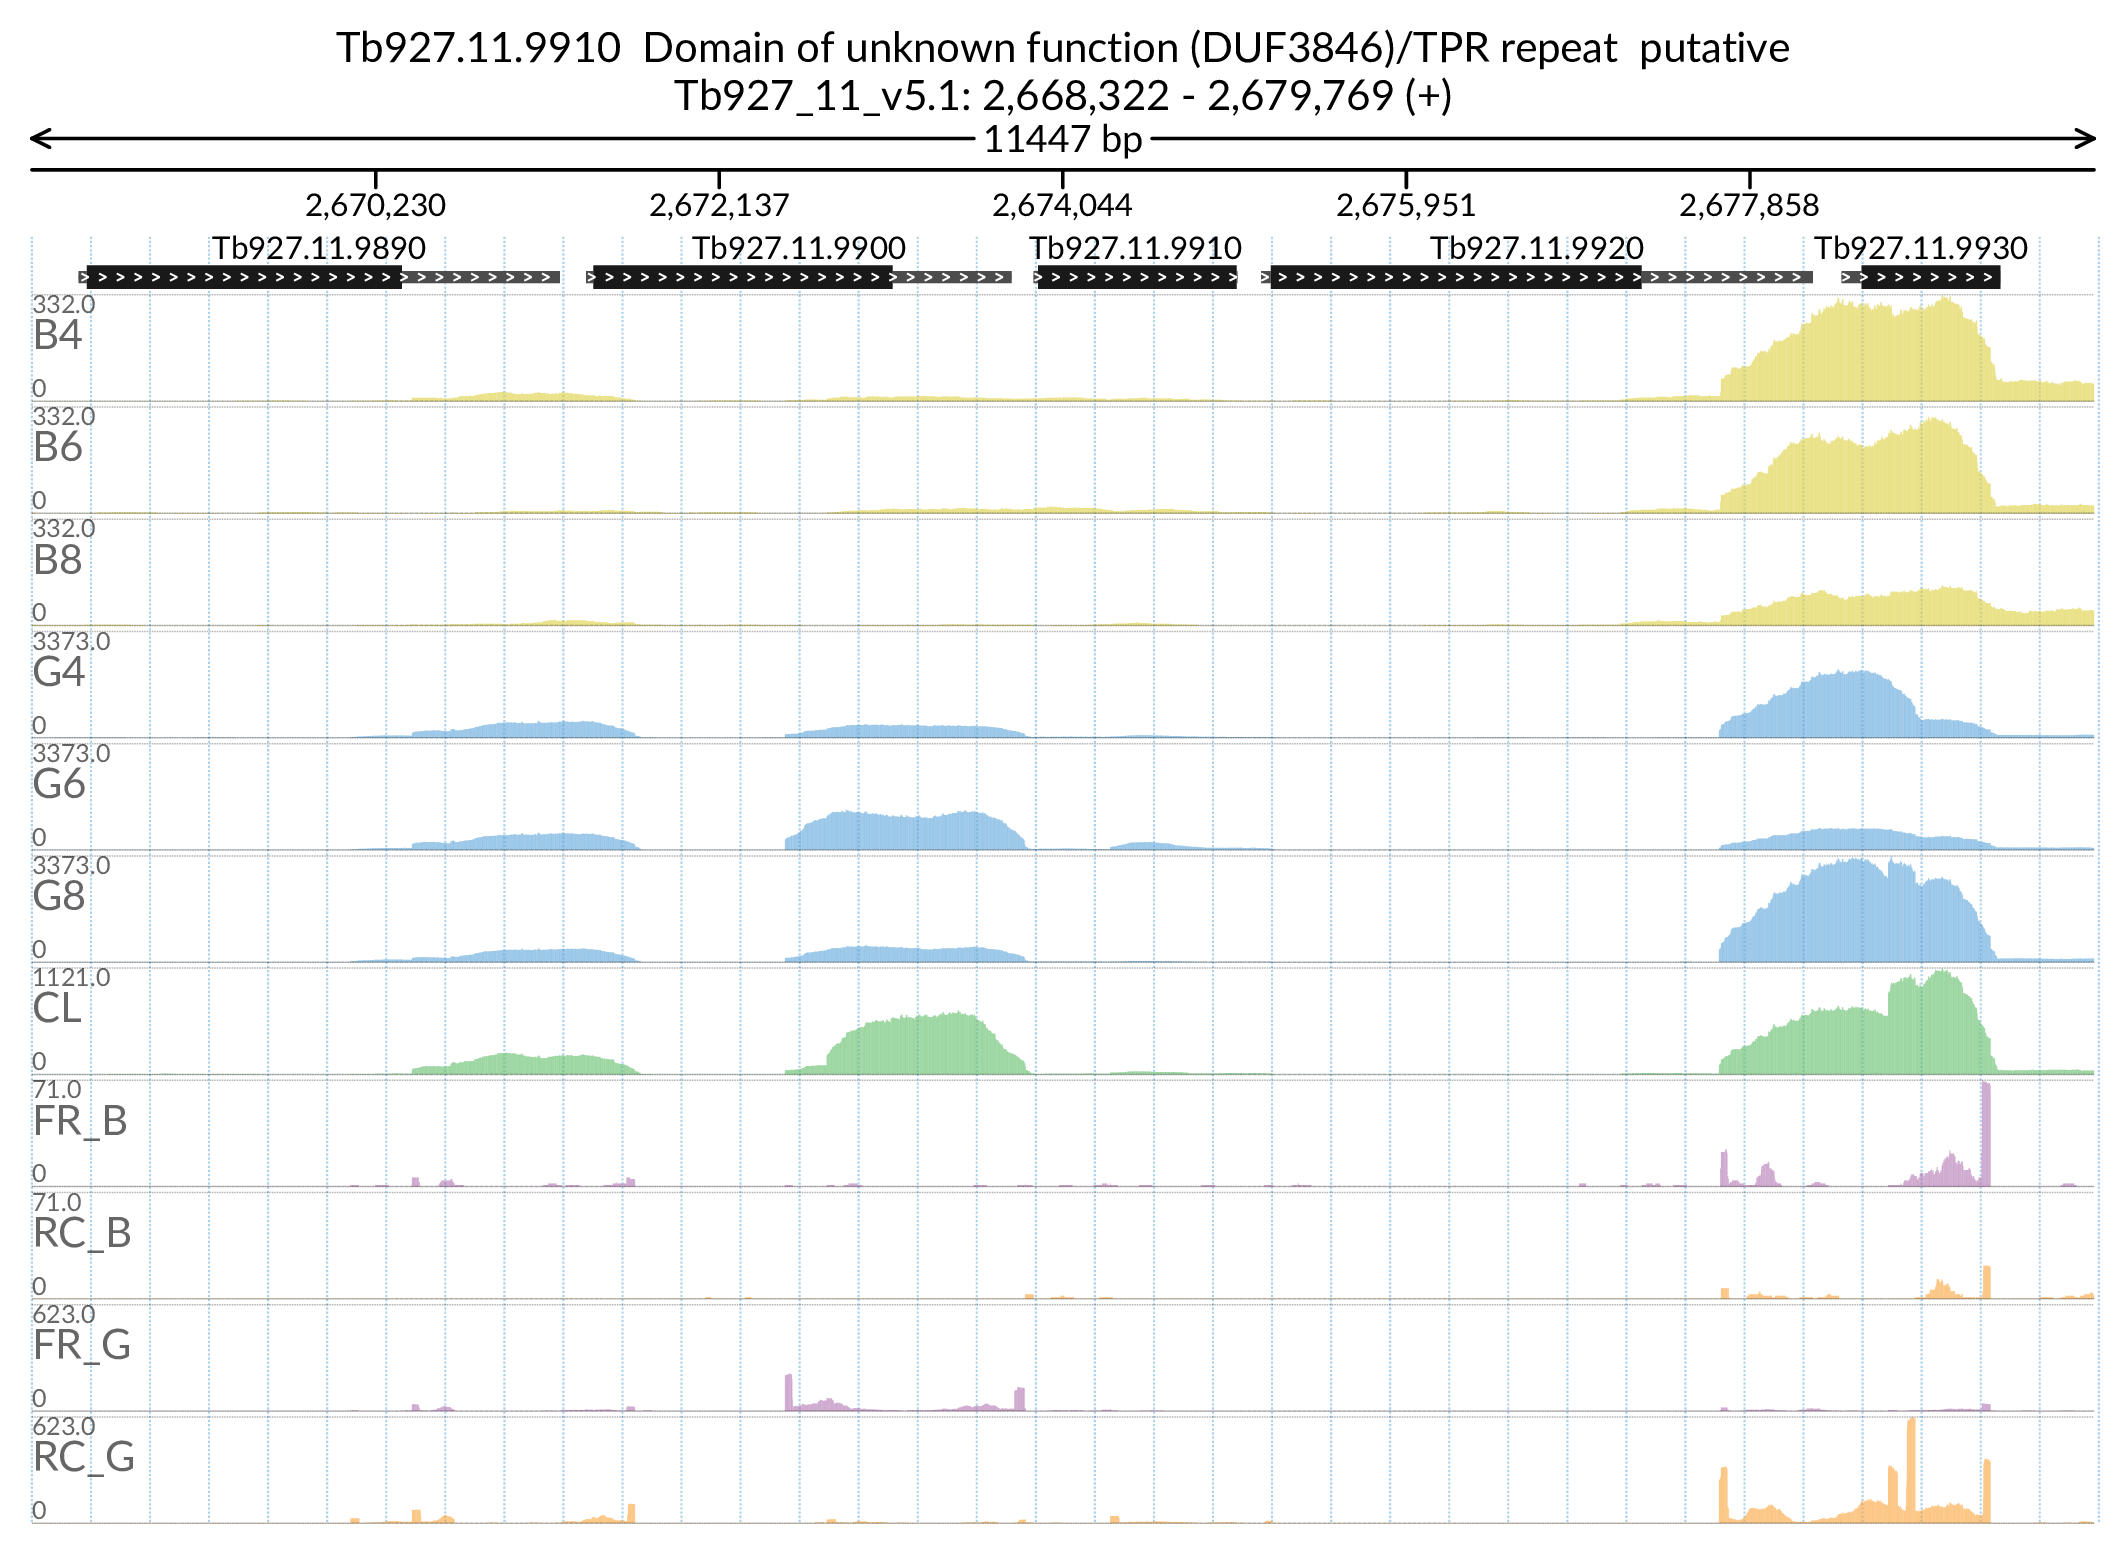 Tb927.11.9910  Domain of unknown function (DUF3846)/TPR repeat  putative
Tb927_11_v5.1: 2,668,322 - 2,679,769 (+)
11447 bp
2,670,230 2,672,137 2,674,044 2,675,951 2,677,858
Tb927.11.9890 Tb927.11.9900 Tb927.11.9910 Tb927.11.9920 Tb927.11.9930
332.0
B4
0
332.0
B6
0
332.0
B8
0
3373.0
G4
0
3373.0
G6
0
3373.0
G8
0
1121.0
CL
0
71.0
FR_B
0
71.0
RC_B
0
623.0
FR_G
0
623.0
RC_G
0